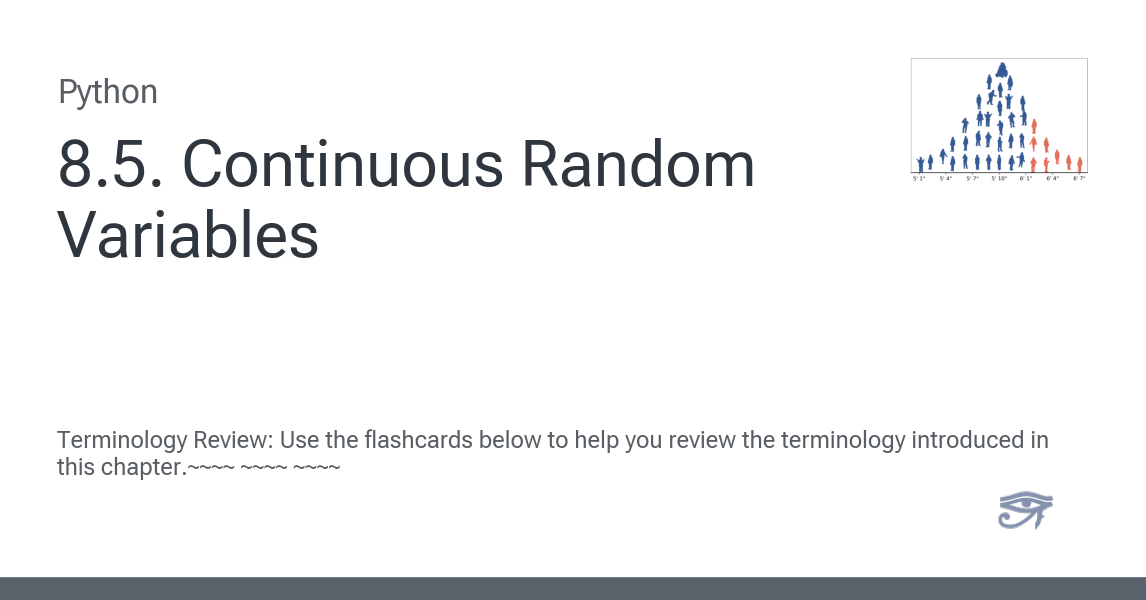 Python
8.5. Continuous Random
Variables
5' 1" 5' 4" 5' 7" 5' 10" 6' 1" 6' 4" 6' 7"
Terminology Review: Use the flashcards below to help you review the terminology introduced in
this chapter.~~~~ ~~~~ ~~~~